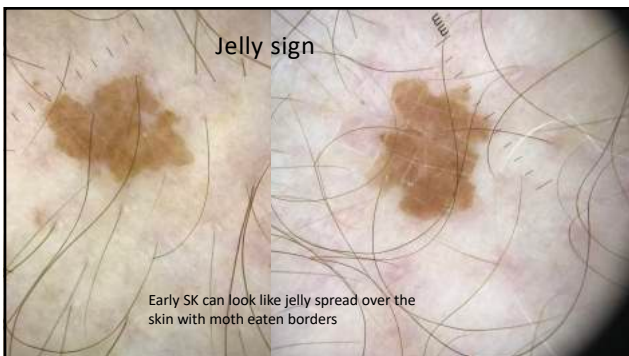 Jelly sign
Early SK can look like jelly spread over the
skin with moth eaten borders